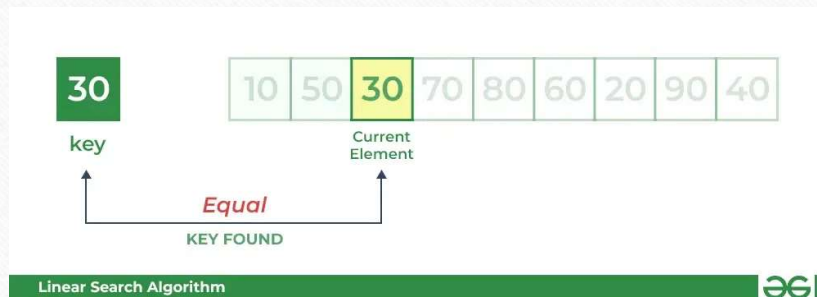 30 10 50 30 70 80 60 20 90 40
key
Current
Element
Equal
KEY FOUND
Linear Search Algorithm